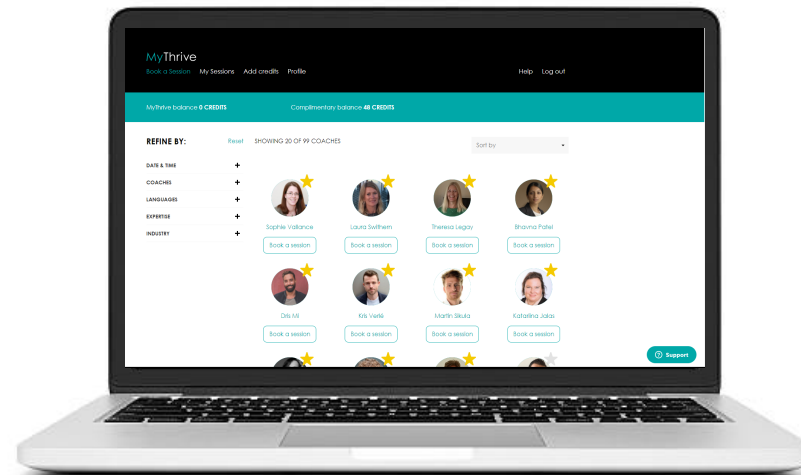 MyThrive
Book a Session My Sessions Add credits Profile Help Log out
MyThrive balance 0 CREDITS Complimentary balance 48 CREDITS
REFINE BY: Reset SHOWING 20 OF 99 COACHES Sort by
DATE & TIME +
COACHES +
LANGUAGES +
EXPERTISE +
INDUSTRY +
Sophie Vallance Laura Swithern Theresa Legay Bhavna Patel
Book a session Book a session Book a session Book a session
Dris Mi Kris Verlé Martin Sikula Katariina Jalas
Book a session Book a session Book a session Book a session
Support